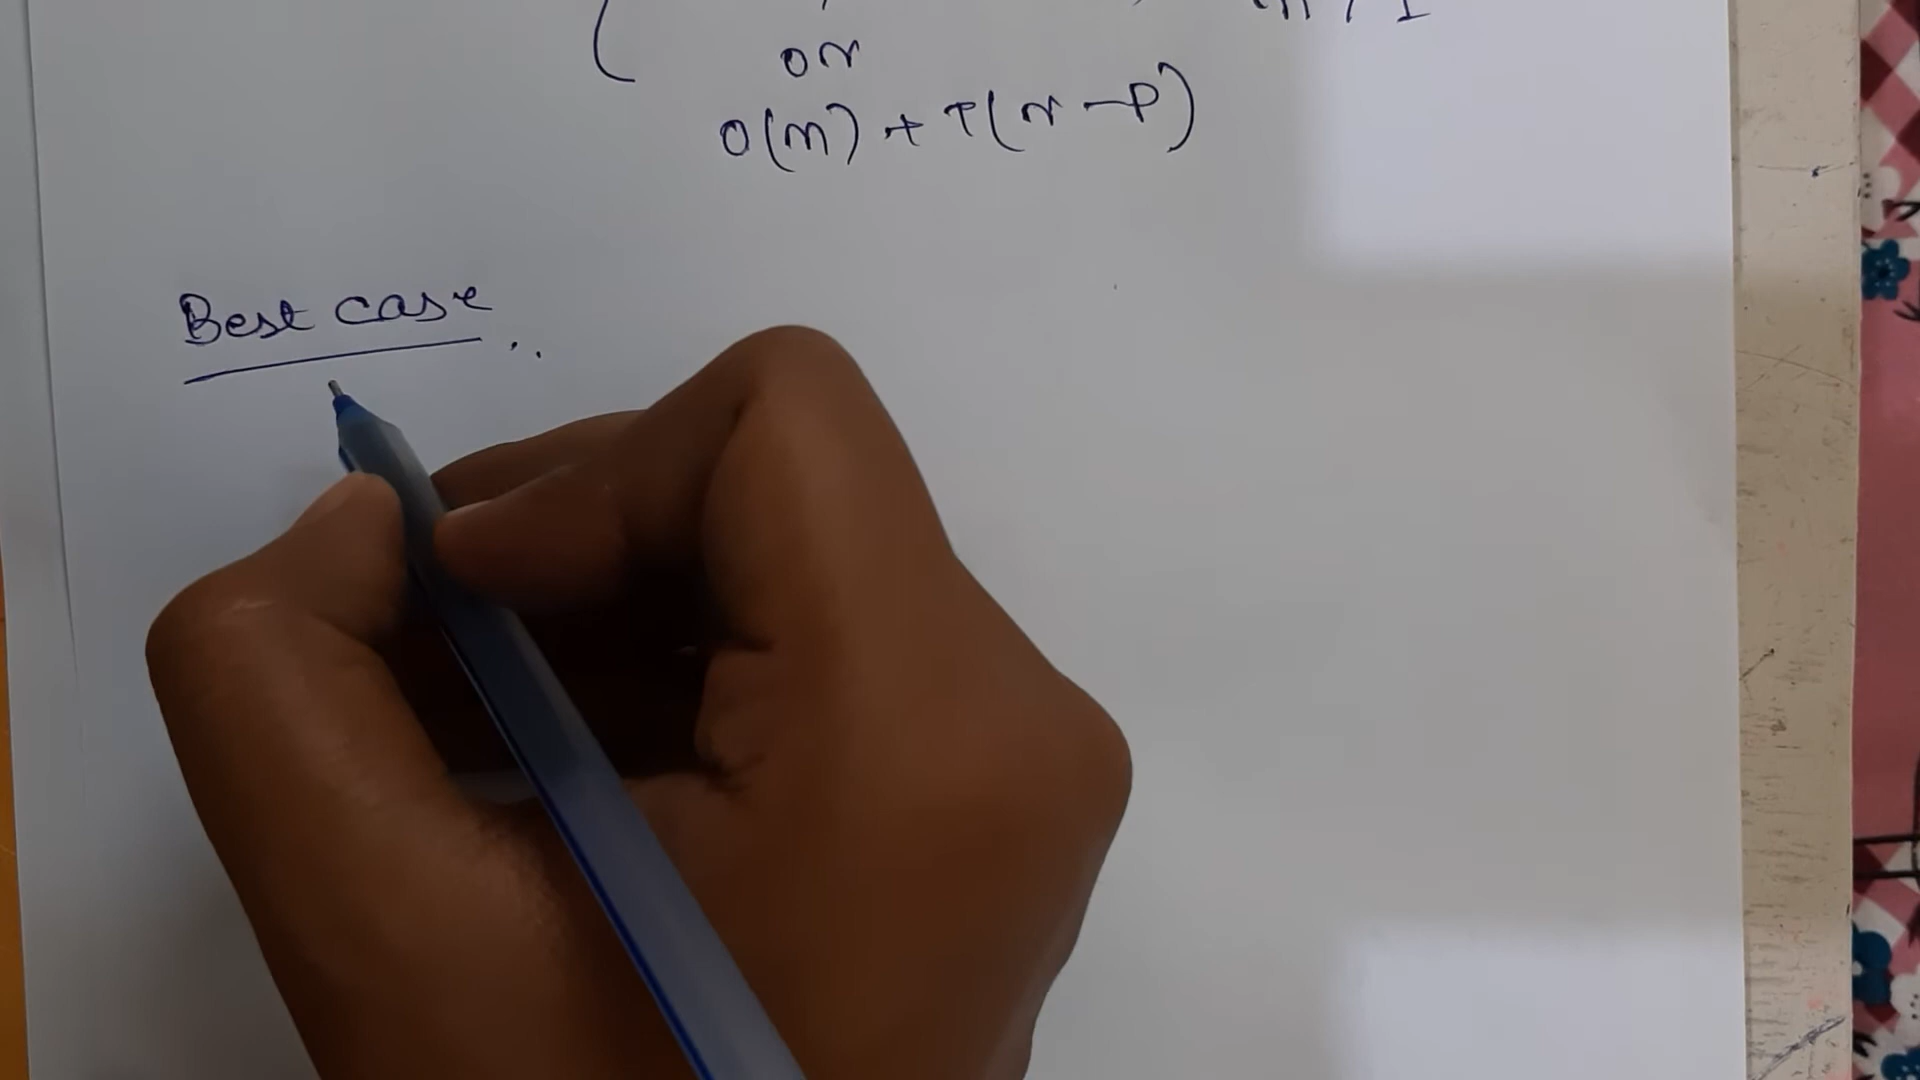 or
O(n) + T(n-p)
Best case